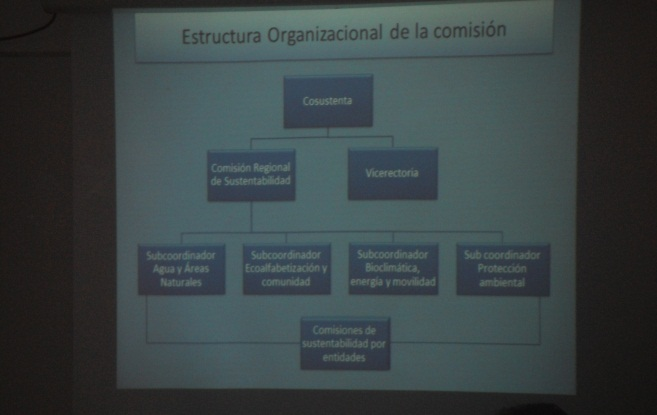 Estructura Organizacional de la comisión
Cosustenta
Comisión Regional
de Sustentabilidad
Vicerectoria
Subcoordinador
Agua y Áreas
Naturales
Subcoordinador
Ecoalfabetización y
comunidad
Subcoordinador
Bioclimática,
energía y movilidad
Sub coordinador
Protección
ambiental
Comisiones de
sustentabilidad por
entidades